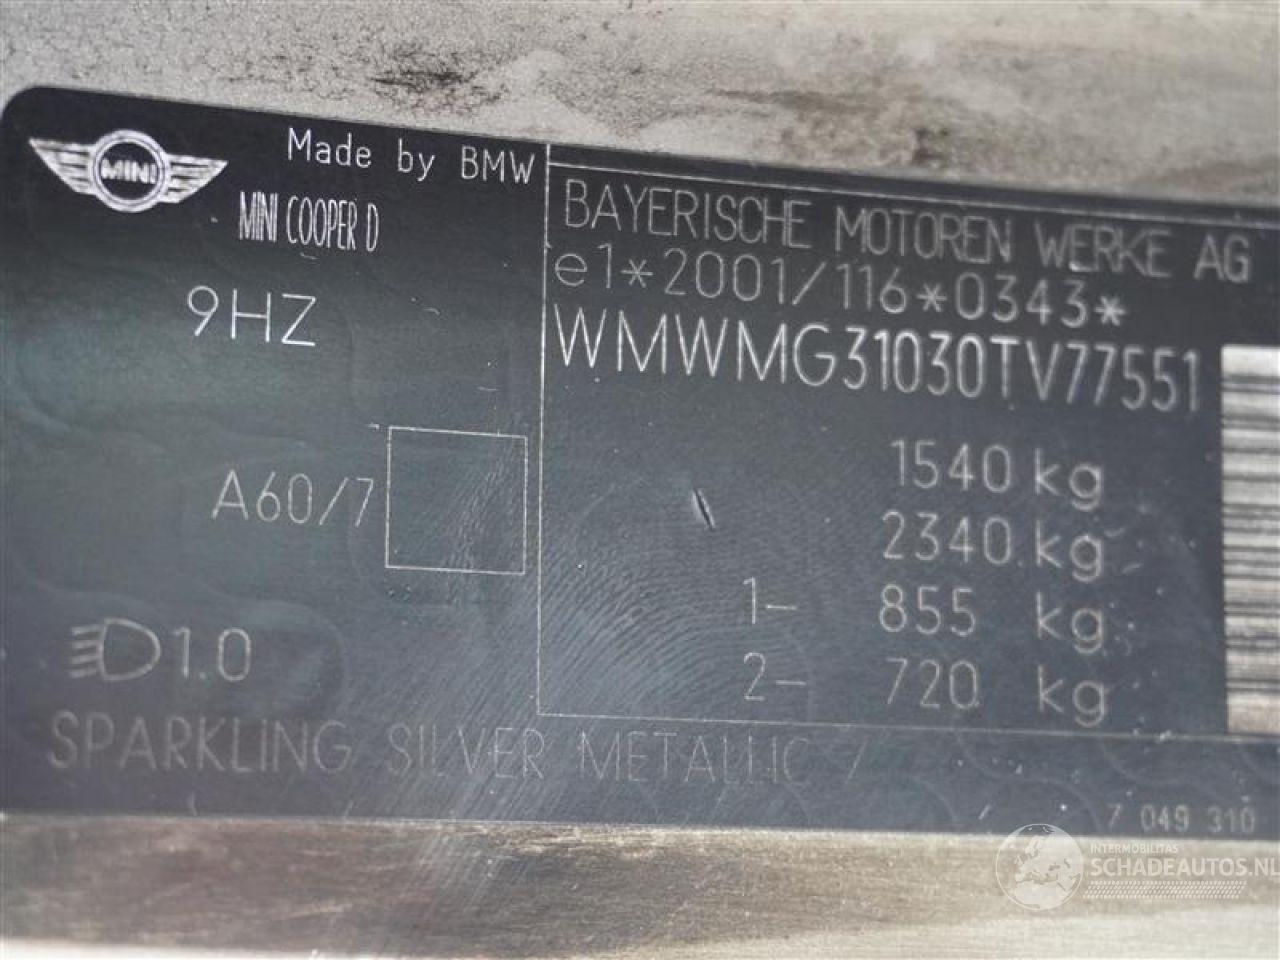 MINI
Made by BMW
MINI COOPER D
9HZ
A60/7
1.0
BAYERISCHE MOTOREN WERKE AG
e1*2001/116*0343*
WMWMG31030TV77551
1540 kg
2340 kg
1- 855 kg
2- 720 kg
SPARKLING SILVER METALLIC /
7 049 310
INTERMOBILITAS
SCHADEAUTOS.NL